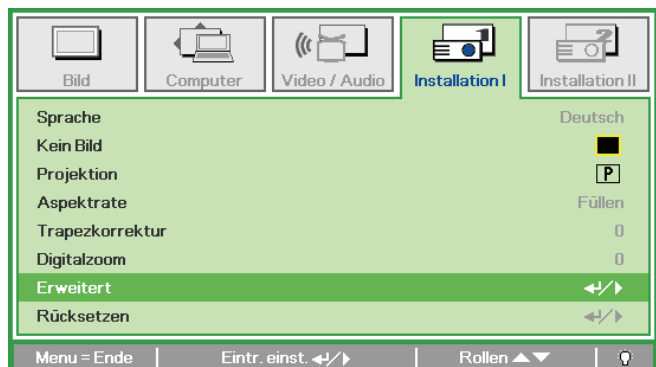 Bild Computer Video / Audio Installation I Installation II
Sprache Deutsch
Kein Bild
Projektion P
Aspektrate Füllen
Trapezkorrektur 0
Digitalzoom 0
Erweitert ↵/▶
Rücksetzen ↵/▶
Menu = Ende Eintr. einst. ↵/▶ Rollen ▲▼